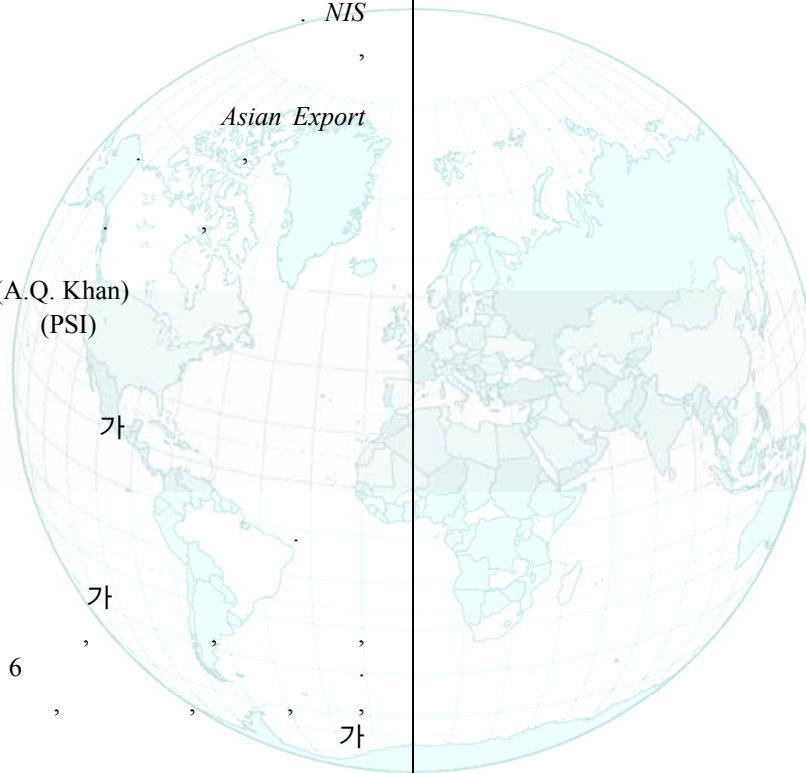 . NIS
,
Asian Export
. ,
. ,
(A.Q. Khan)
(PSI)
가
.
가
, , ,
6 .
, , , ,
가